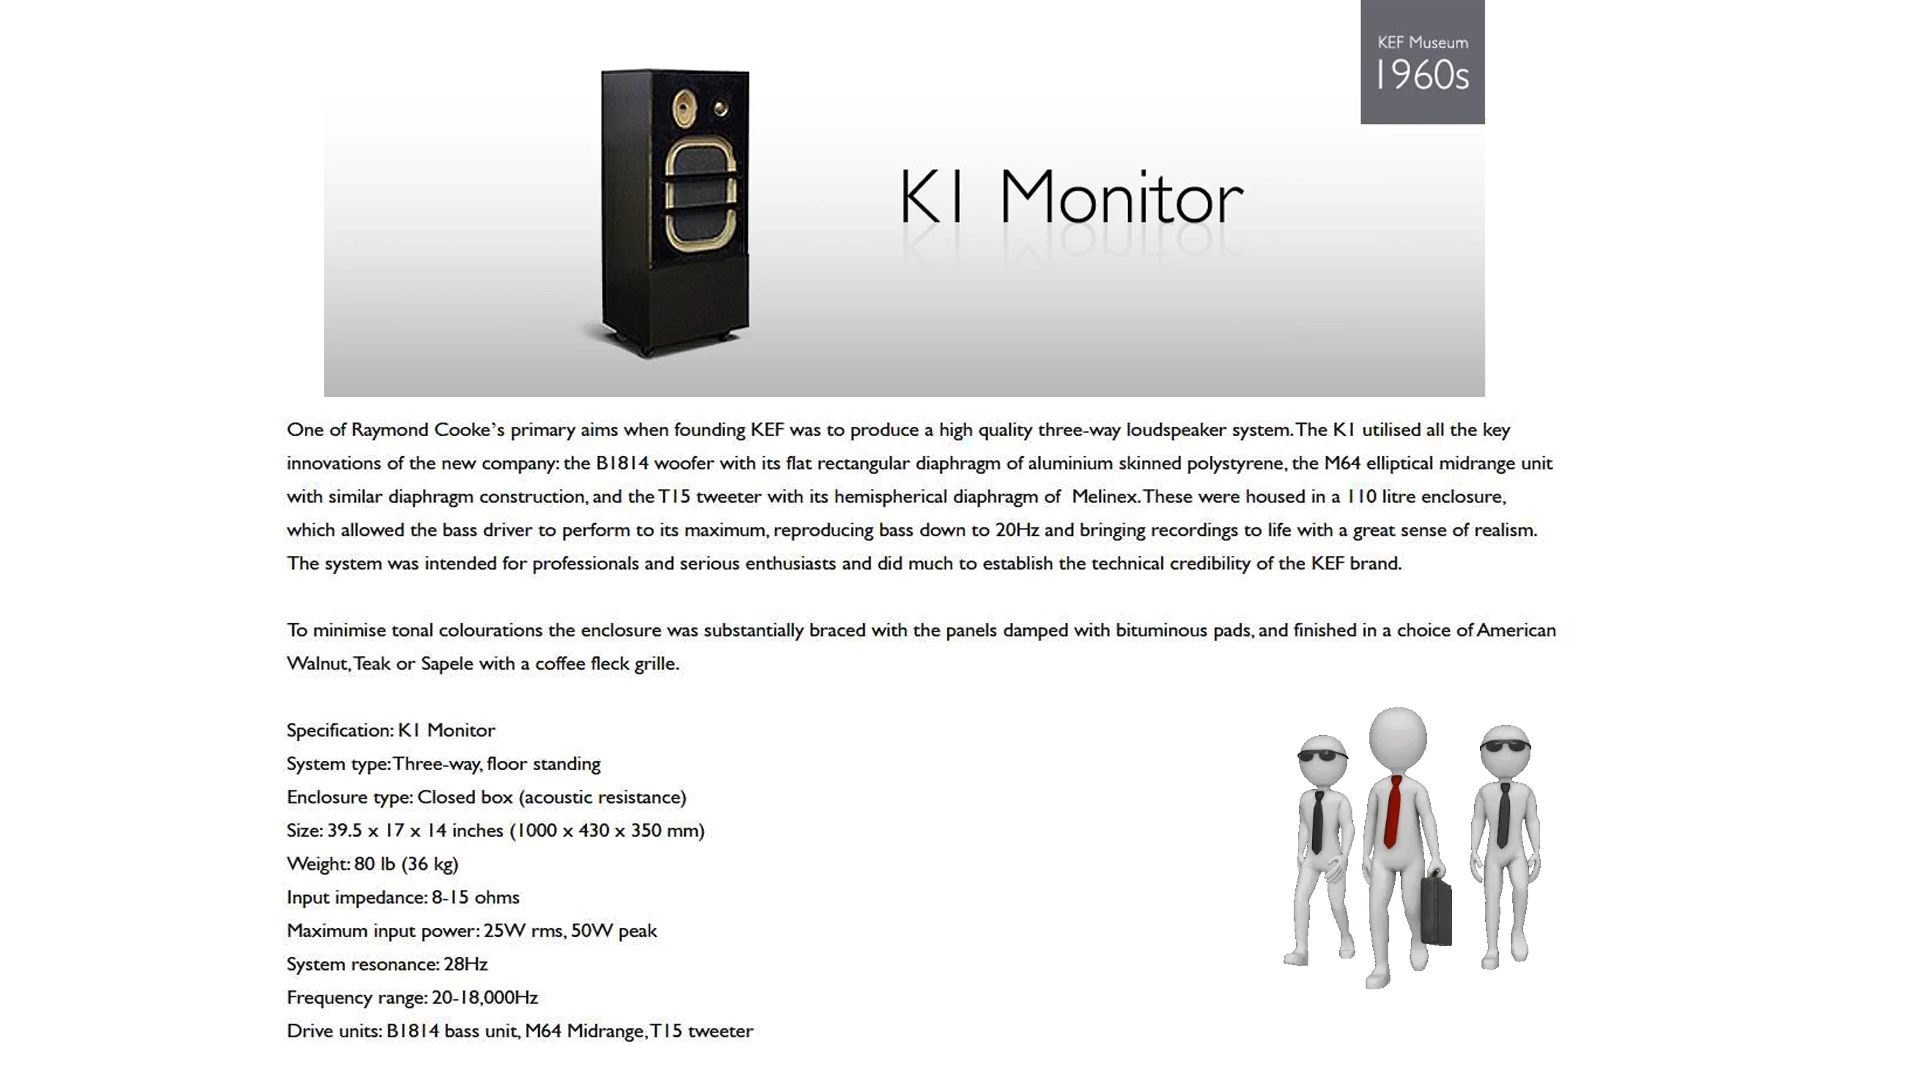 KEF Museum
1960s
K1 Monitor
One of Raymond Cooke's primary aims when founding KEF was to produce a high quality three-way loudspeaker system. The K1 utilised all the key
innovations of the new company: the B1814 woofer with its flat rectangular diaphragm of aluminium skinned polystyrene, the M64 elliptical midrange unit
with similar diaphragm construction, and the T15 tweeter with its hemispherical diaphragm of Melinex. These were housed in a 110 litre enclosure,
which allowed the bass driver to perform to its maximum, reproducing bass down to 20Hz and bringing recordings to life with a great sense of realism.
The system was intended for professionals and serious enthusiasts and did much to establish the technical credibility of the KEF brand.
To minimise tonal colourations the enclosure was substantially braced with the panels damped with bituminous pads, and finished in a choice of American
Walnut, Teak or Sapele with a coffee fleck grille.
Specification: K1 Monitor
System type: Three-way, floor standing
Enclosure type: Closed box (acoustic resistance)
Size: 39.5 x 17 x 14 inches (1000 x 430 x 350 mm)
Weight: 80 lb (36 kg)
Input impedance: 8-15 ohms
Maximum input power: 25W rms, 50W peak
System resonance: 28Hz
Frequency range: 20-18,000Hz
Drive units: B1814 bass unit, M64 Midrange, T15 tweeter